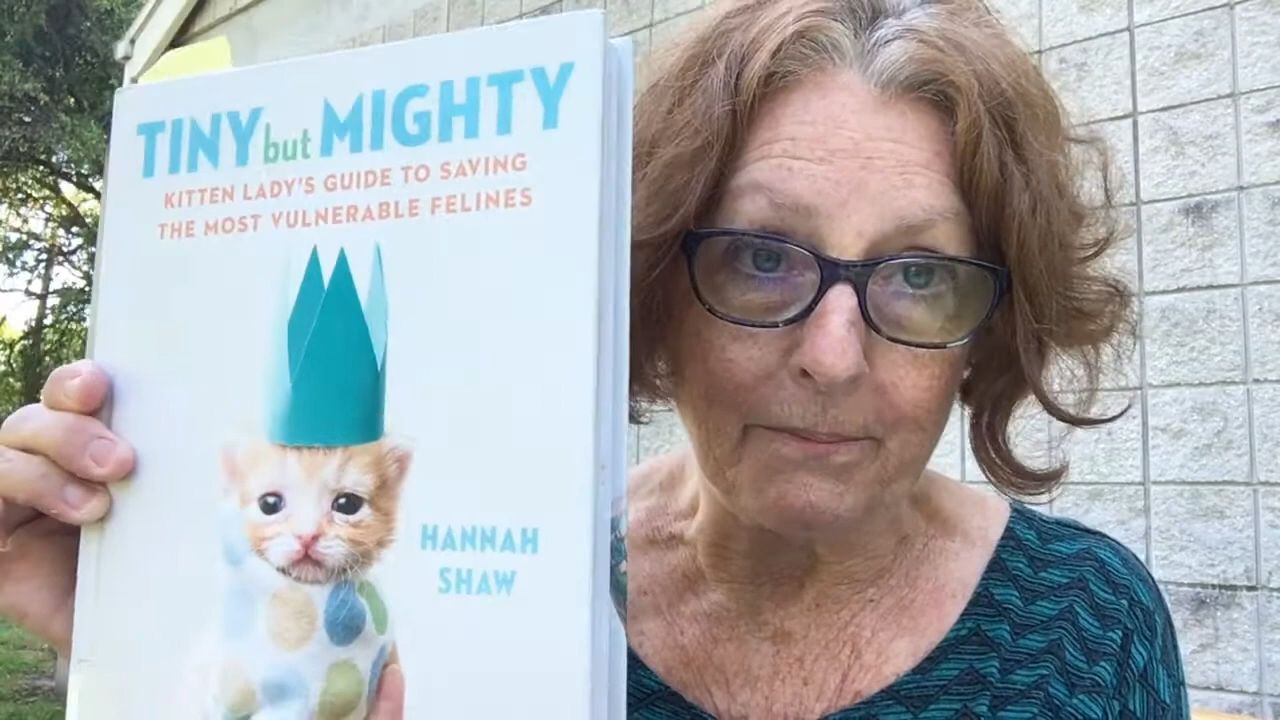 TINY but MIGHTY
KITTEN LADY'S GUIDE TO SAVING
THE MOST VULNERABLE FELINES
HANNAH
SHAW